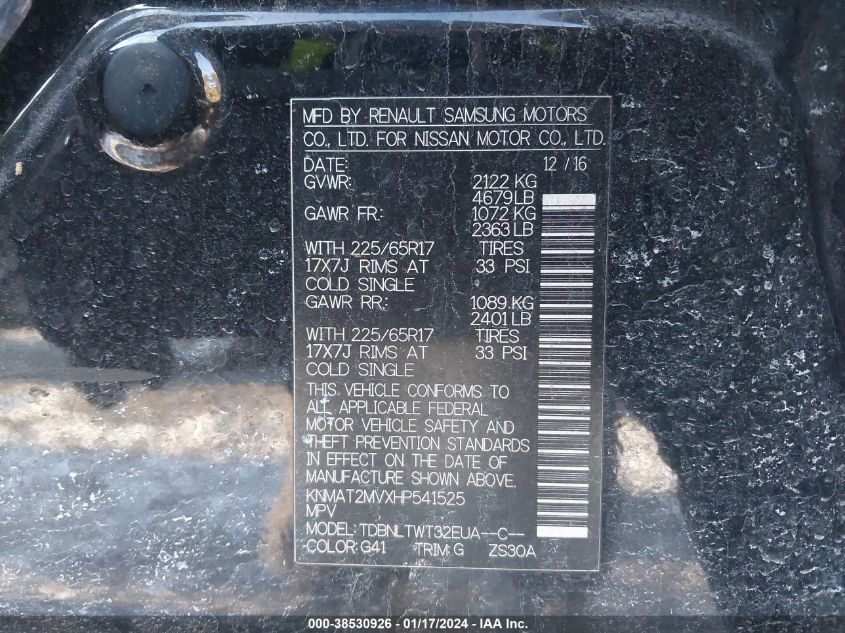 MFD BY RENAULT SAMSUNG MOTORS
CO., LTD. FOR NISSAN MOTOR CO., LTD.
DATE: 12 / 16
GVWR: 2122 KG
4679 LB
GAWR FR: 1072 KG
2363 LB
WITH 225/65R17 TIRES
17X7J RIMS AT 33 PSI
COLD SINGLE
GAWR RR: 1089 KG
2401 LB
WITH 225/65R17 TIRES
17X7J RIMS AT 33 PSI
COLD SINGLE
THIS VEHICLE CONFORMS TO
ALL APPLICABLE FEDERAL
MOTOR VEHICLE SAFETY AND
THEFT PREVENTION STANDARDS
IN EFFECT ON THE DATE OF
MANUFACTURE SHOWN ABOVE.
KNMAT2MVXHP541525
MPV
MODEL: TDBNLTWT32EUA--C--
COLOR: G41 TRIM: G ZS30A
000-38530926 - 01/17/2024 - IAA Inc.